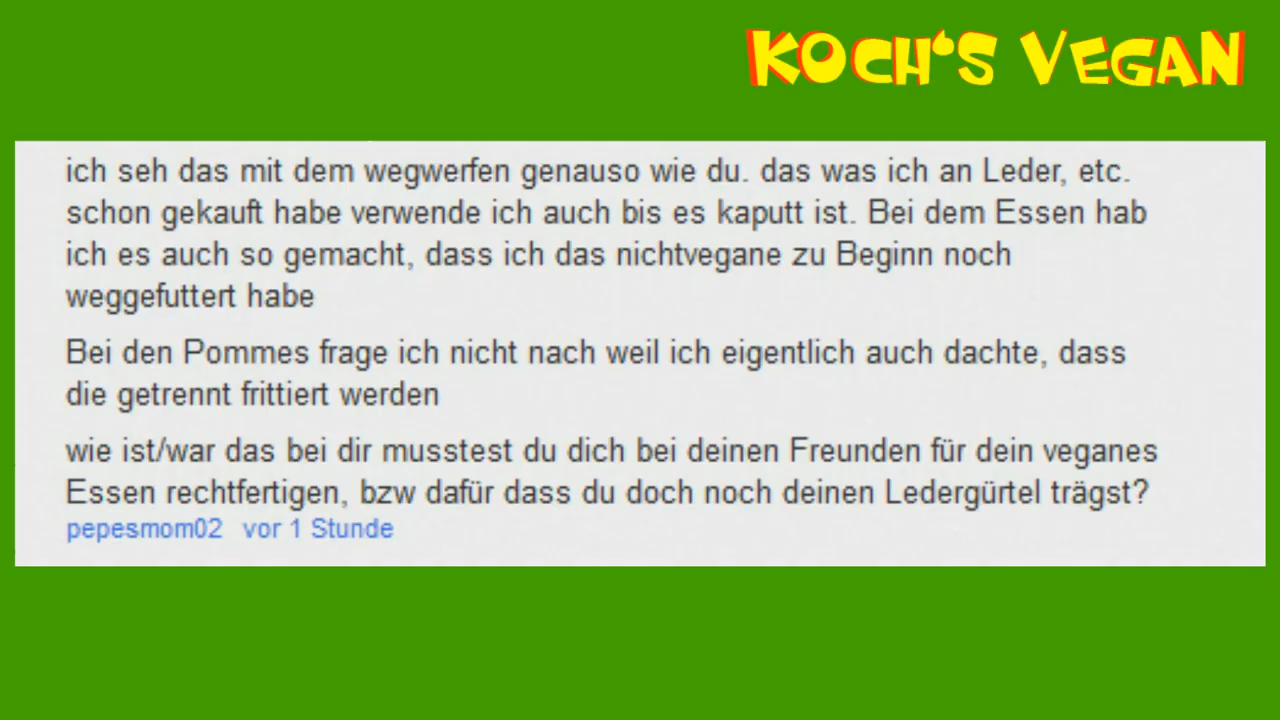 KOCH'S VEGAN
ich seh das mit dem wegwerfen genauso wie du. das was ich an Leder, etc.
schon gekauft habe verwende ich auch bis es kaputt ist. Bei dem Essen hab
ich es auch so gemacht, dass ich das nichtvegane zu Beginn noch
weggefuttert habe
Bei den Pommes frage ich nicht nach weil ich eigentlich auch dachte, dass
die getrennt frittiert werden
wie ist/war das bei dir musstest du dich bei deinen Freunden für dein veganes
Essen rechtfertigen, bzw dafür dass du doch noch deinen Ledergürtel trägst?
pepesmom02 vor 1 Stunde